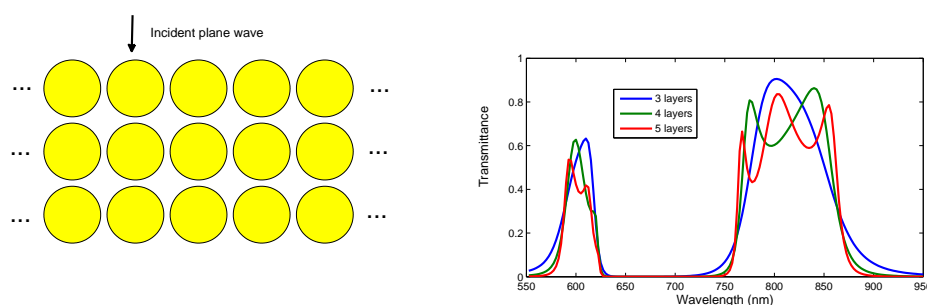 Incident plane wave
... ...
... ...
... ...
Transmittance
1
0.8
0.6
0.4
0.2
0
3 layers
4 layers
5 layers
550 600 650 700 750 800 850 900 950
Wavelength (nm)